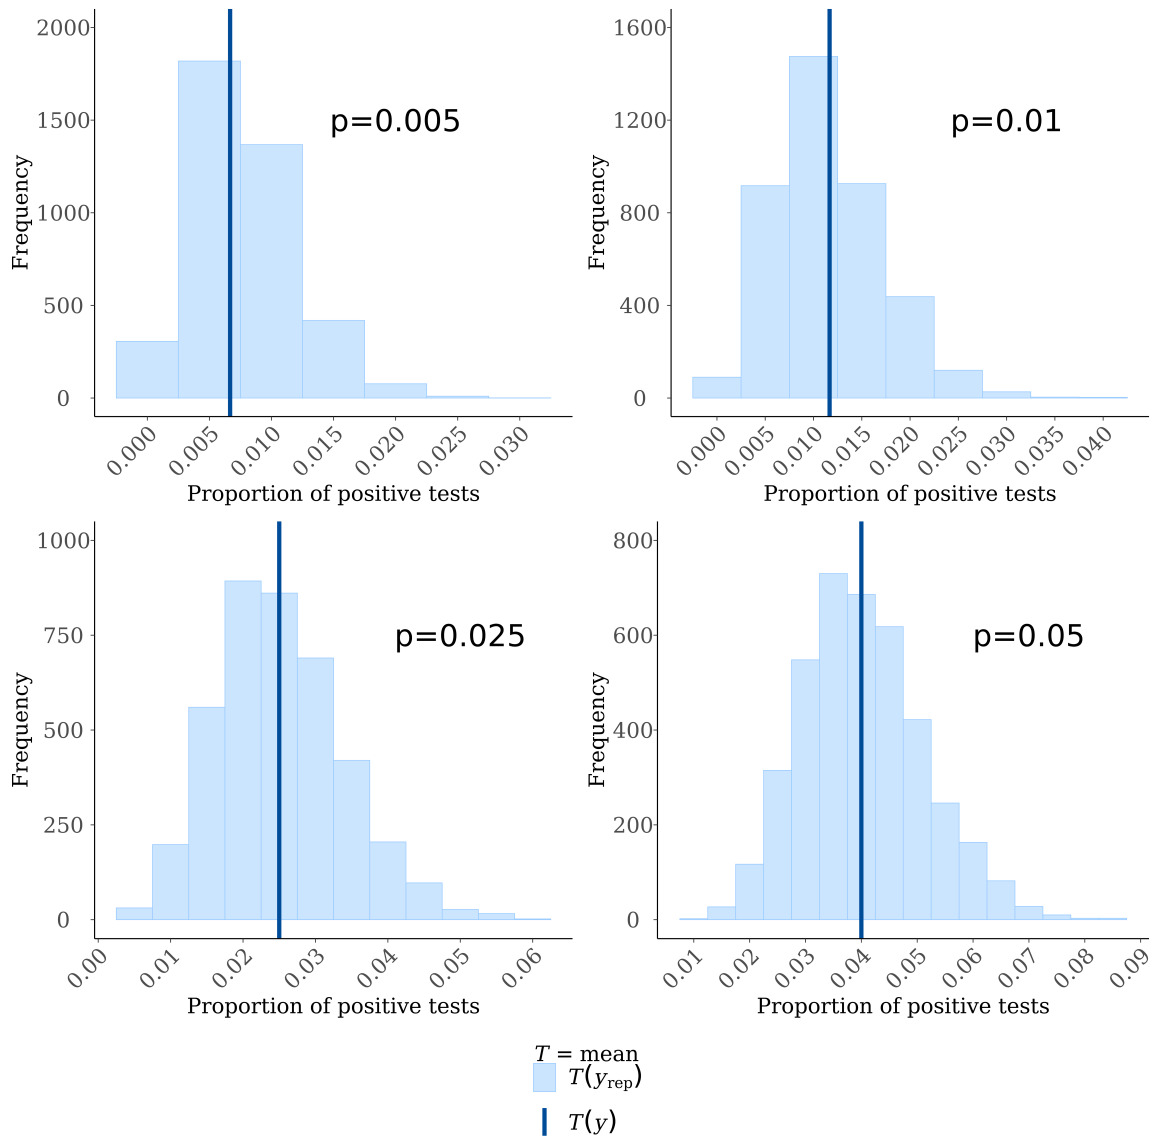 2000
1500
1000
500
0
Frequency
p=0.005
0.000 0.005 0.010 0.015 0.020 0.025 0.030
Proportion of positive tests
1600
1200
800
400
0
Frequency
p=0.01
0.000 0.005 0.010 0.015 0.020 0.025 0.030 0.035 0.040
Proportion of positive tests
1000
750
500
250
0
Frequency
p=0.025
0.00 0.01 0.02 0.03 0.04 0.05 0.06
Proportion of positive tests
800
600
400
200
0
Frequency
p=0.05
0.01 0.02 0.03 0.04 0.05 0.06 0.07 0.08 0.09
Proportion of positive tests
T = mean
T(y_rep)
T(y)